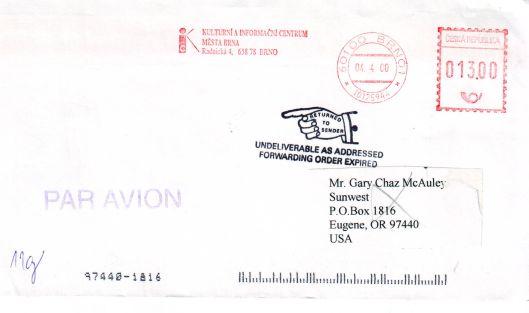 KULTURNÍ A INFORMAČNÍ CENTRUM
MĚSTA BRNA
Radnická 4, 658 78 BRNO
60100 BRNO 1
04. 4. 00
ČESKÁ REPUBLIKA
013.00
RETURNED
TO
SENDER
UNDELIVERABLE AS ADDRESSED
FORWARDING ORDER EXPIRED
Mr. Gary Chaz McAuley
Sunwest
P.O.Box 1816
Eugene, OR 97440
USA
PAR AVION
97440-1816